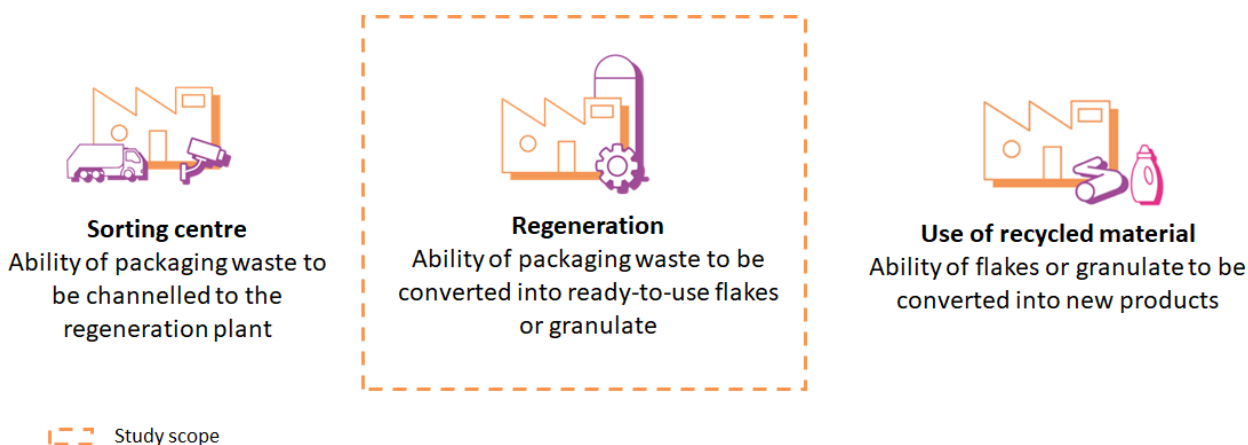 Sorting centre
Ability of packaging waste to
be channelled to the
regeneration plant
Regeneration
Ability of packaging waste to be
converted into ready-to-use flakes
or granulate
Use of recycled material
Ability of flakes or granulate to be
converted into new products
Study scope